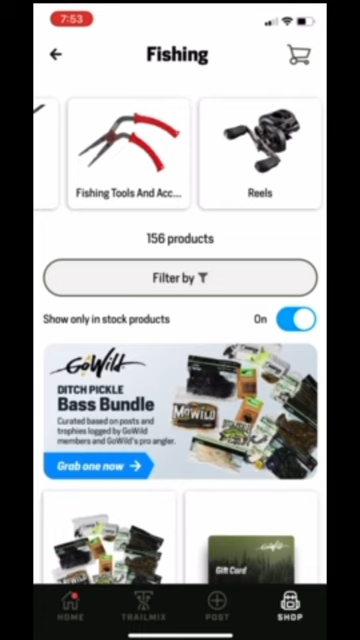 7:53
Fishing
Fishing Tools And Acc...
Reels
156 products
Filter by
Show only in stock products
On
GoWild
DITCH PICKLE
Bass Bundle
Curated based on posts and
trophies logged by GoWild
members and GoWild's pro angler.
Grab one now
MoWILD
GoWild
Gift Card
HOME
TRAILMIX
POST
SHOP